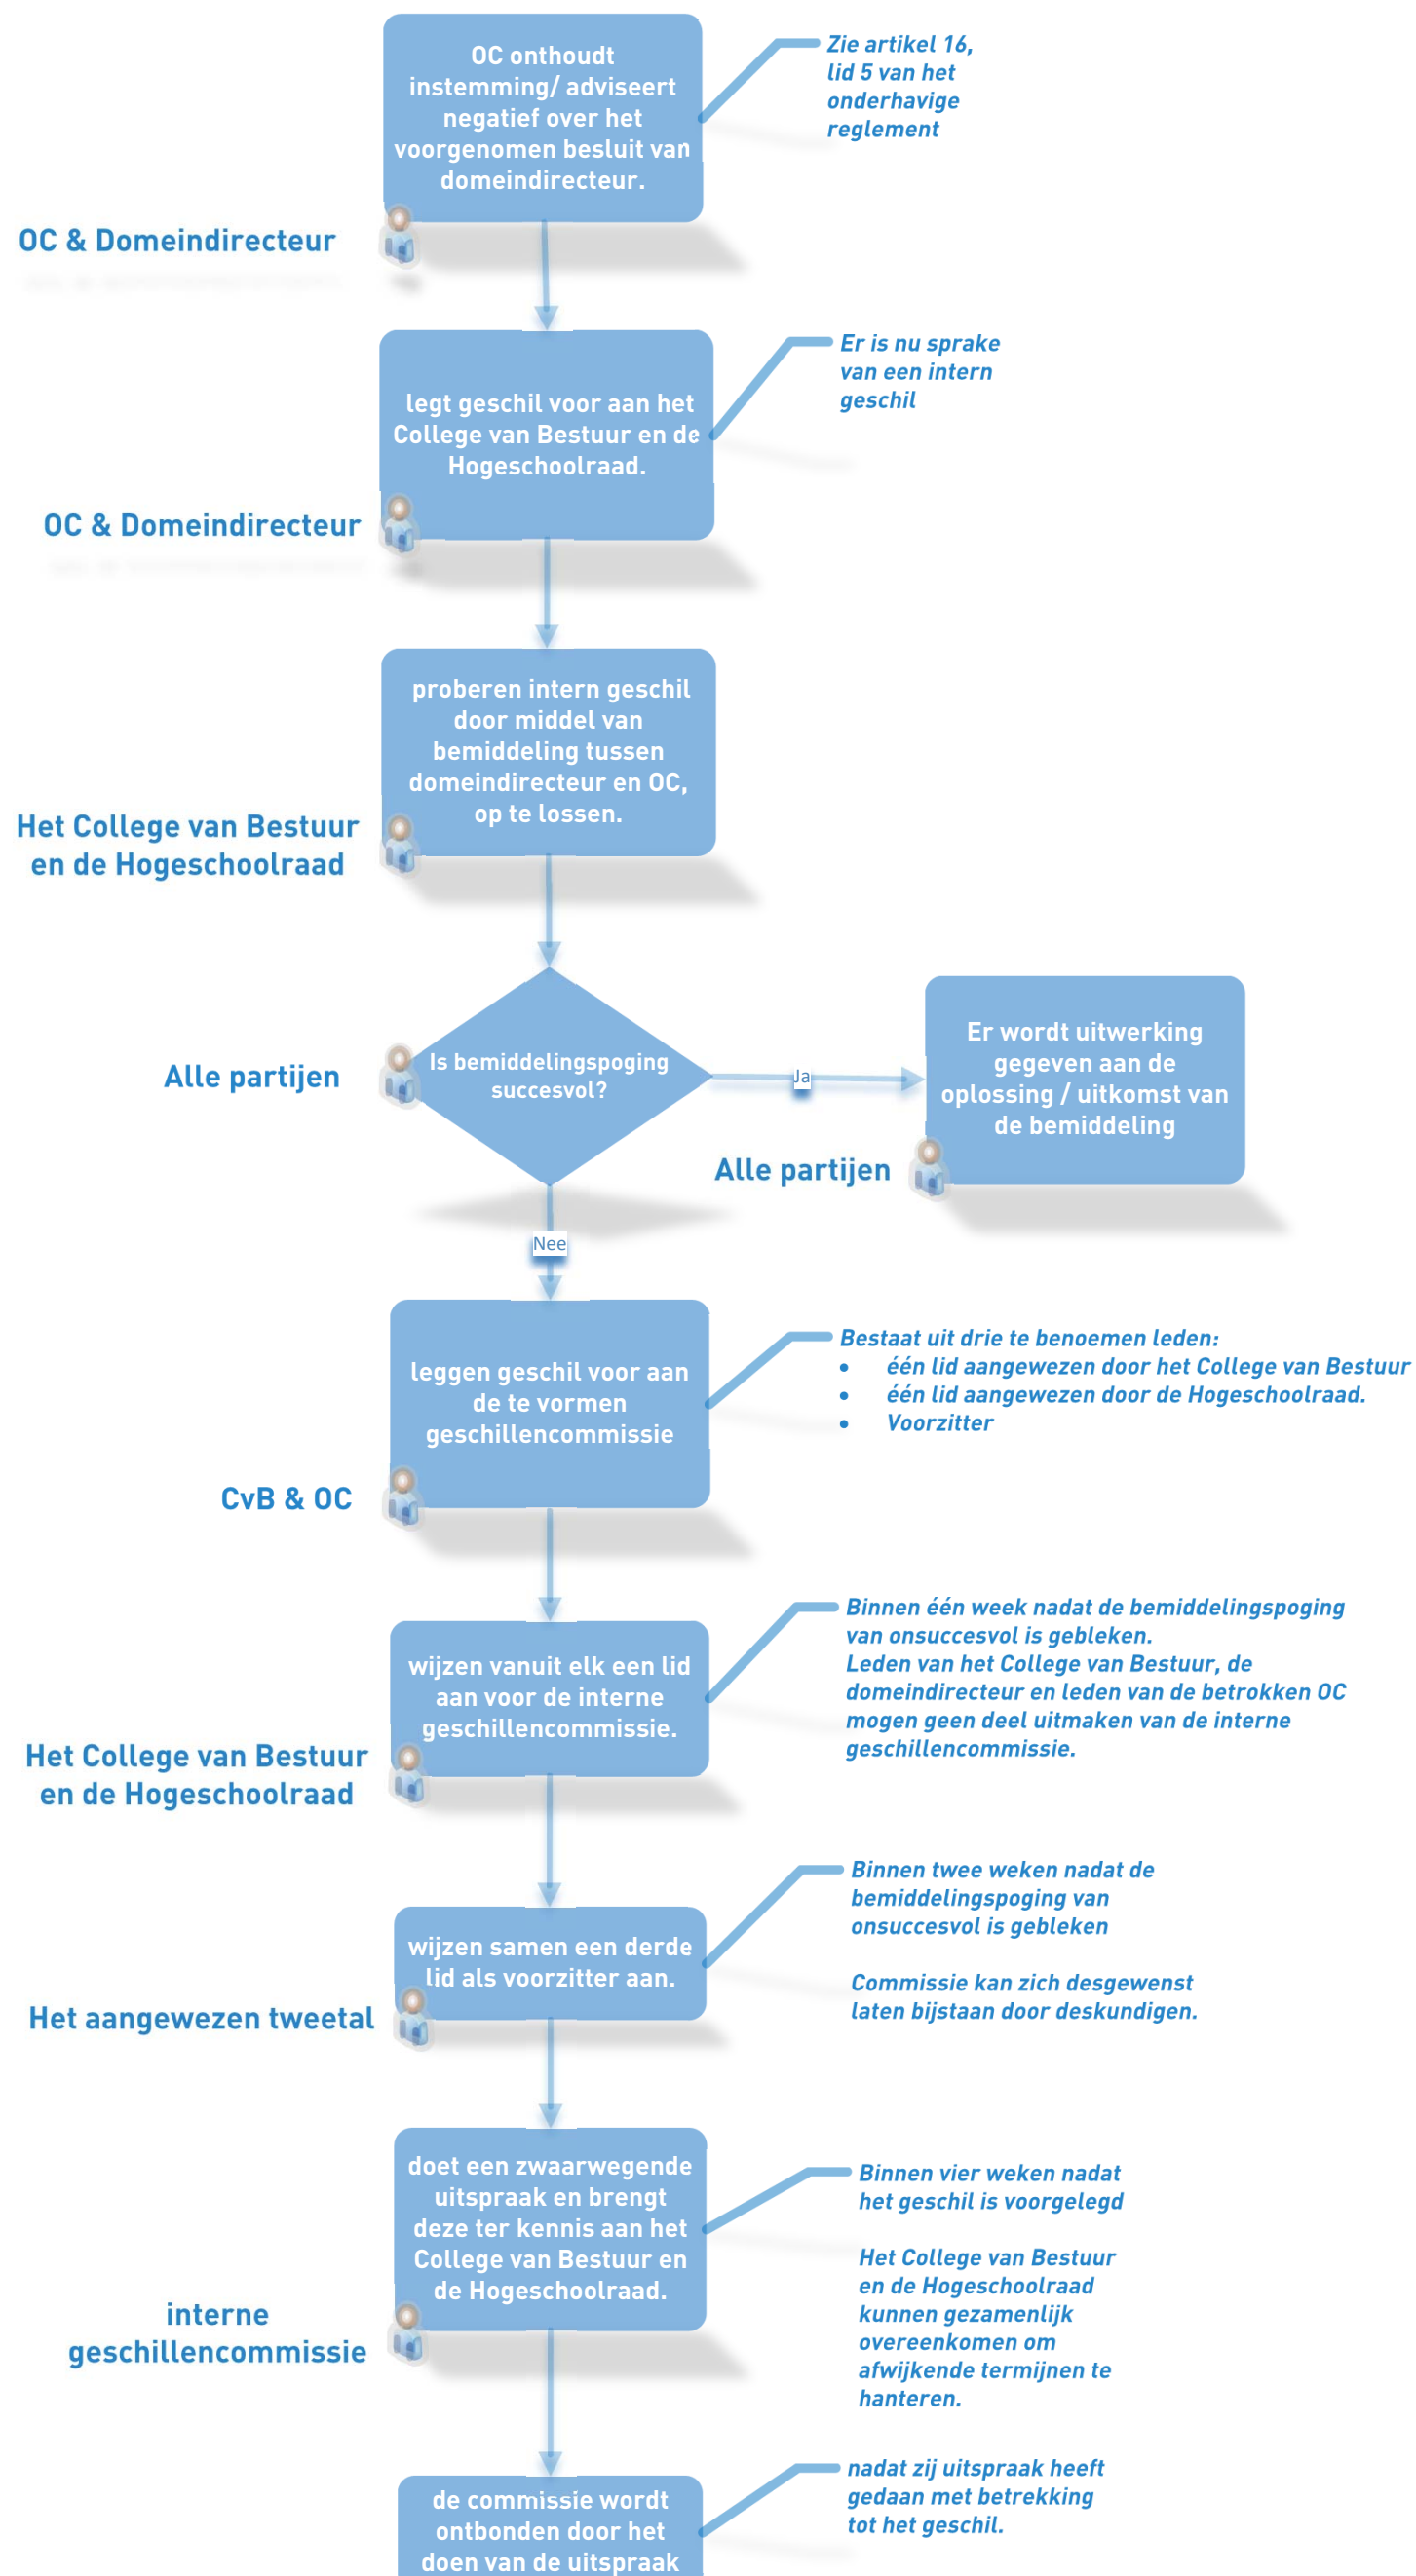 OC onthoudt
instemming/ adviseert
negatief over het
voorgenomen besluit van
domeindirecteur.
Zie artikel 16,
lid 5 van het
onderhavige
reglement
OC & Domeindirecteur
legt geschil voor aan het
College van Bestuur en de
Hogeschoolraad.
Er is nu sprake
van een intern
geschil
OC & Domeindirecteur
proberen intern geschil
door middel van
bemiddeling tussen
domeindirecteur en OC,
op te lossen.
Het College van Bestuur
en de Hogeschoolraad
Is bemiddelingspoging
succesvol?
Alle partijen
Ja
Er wordt uitwerking
gegeven aan de
oplossing / uitkomst van
de bemiddeling
Alle partijen
Nee
leggen geschil voor aan
de te vormen
geschillencommissie
Bestaat uit drie te benoemen leden:
• één lid aangewezen door het College van Bestuur
• één lid aangewezen door de Hogeschoolraad.
• Voorzitter
CvB & OC
wijzen vanuit elk een lid
aan voor de interne
geschillencommissie.
Binnen één week nadat de bemiddelingspoging
van onsuccesvol is gebleken.
Leden van het College van Bestuur, de
domeindirecteur en leden van de betrokken OC
mogen geen deel uitmaken van de interne
geschillencommissie.
Het College van Bestuur
en de Hogeschoolraad
wijzen samen een derde
lid als voorzitter aan.
Binnen twee weken nadat de
bemiddelingspoging van
onsuccesvol is gebleken
Commissie kan zich desgewenst
laten bijstaan door deskundigen.
Het aangewezen tweetal
doet een zwaarwegende
uitspraak en brengt
deze ter kennis aan het
College van Bestuur en
de Hogeschoolraad.
Binnen vier weken nadat
het geschil is voorgelegd
Het College van Bestuur
en de Hogeschoolraad
kunnen gezamenlijk
overeenkomen om
afwijkende termijnen te
hanteren.
interne
geschillencommissie
de commissie wordt
ontbonden door het
doen van de uitspraak
nadat zij uitspraak heeft
gedaan met betrekking
tot het geschil.